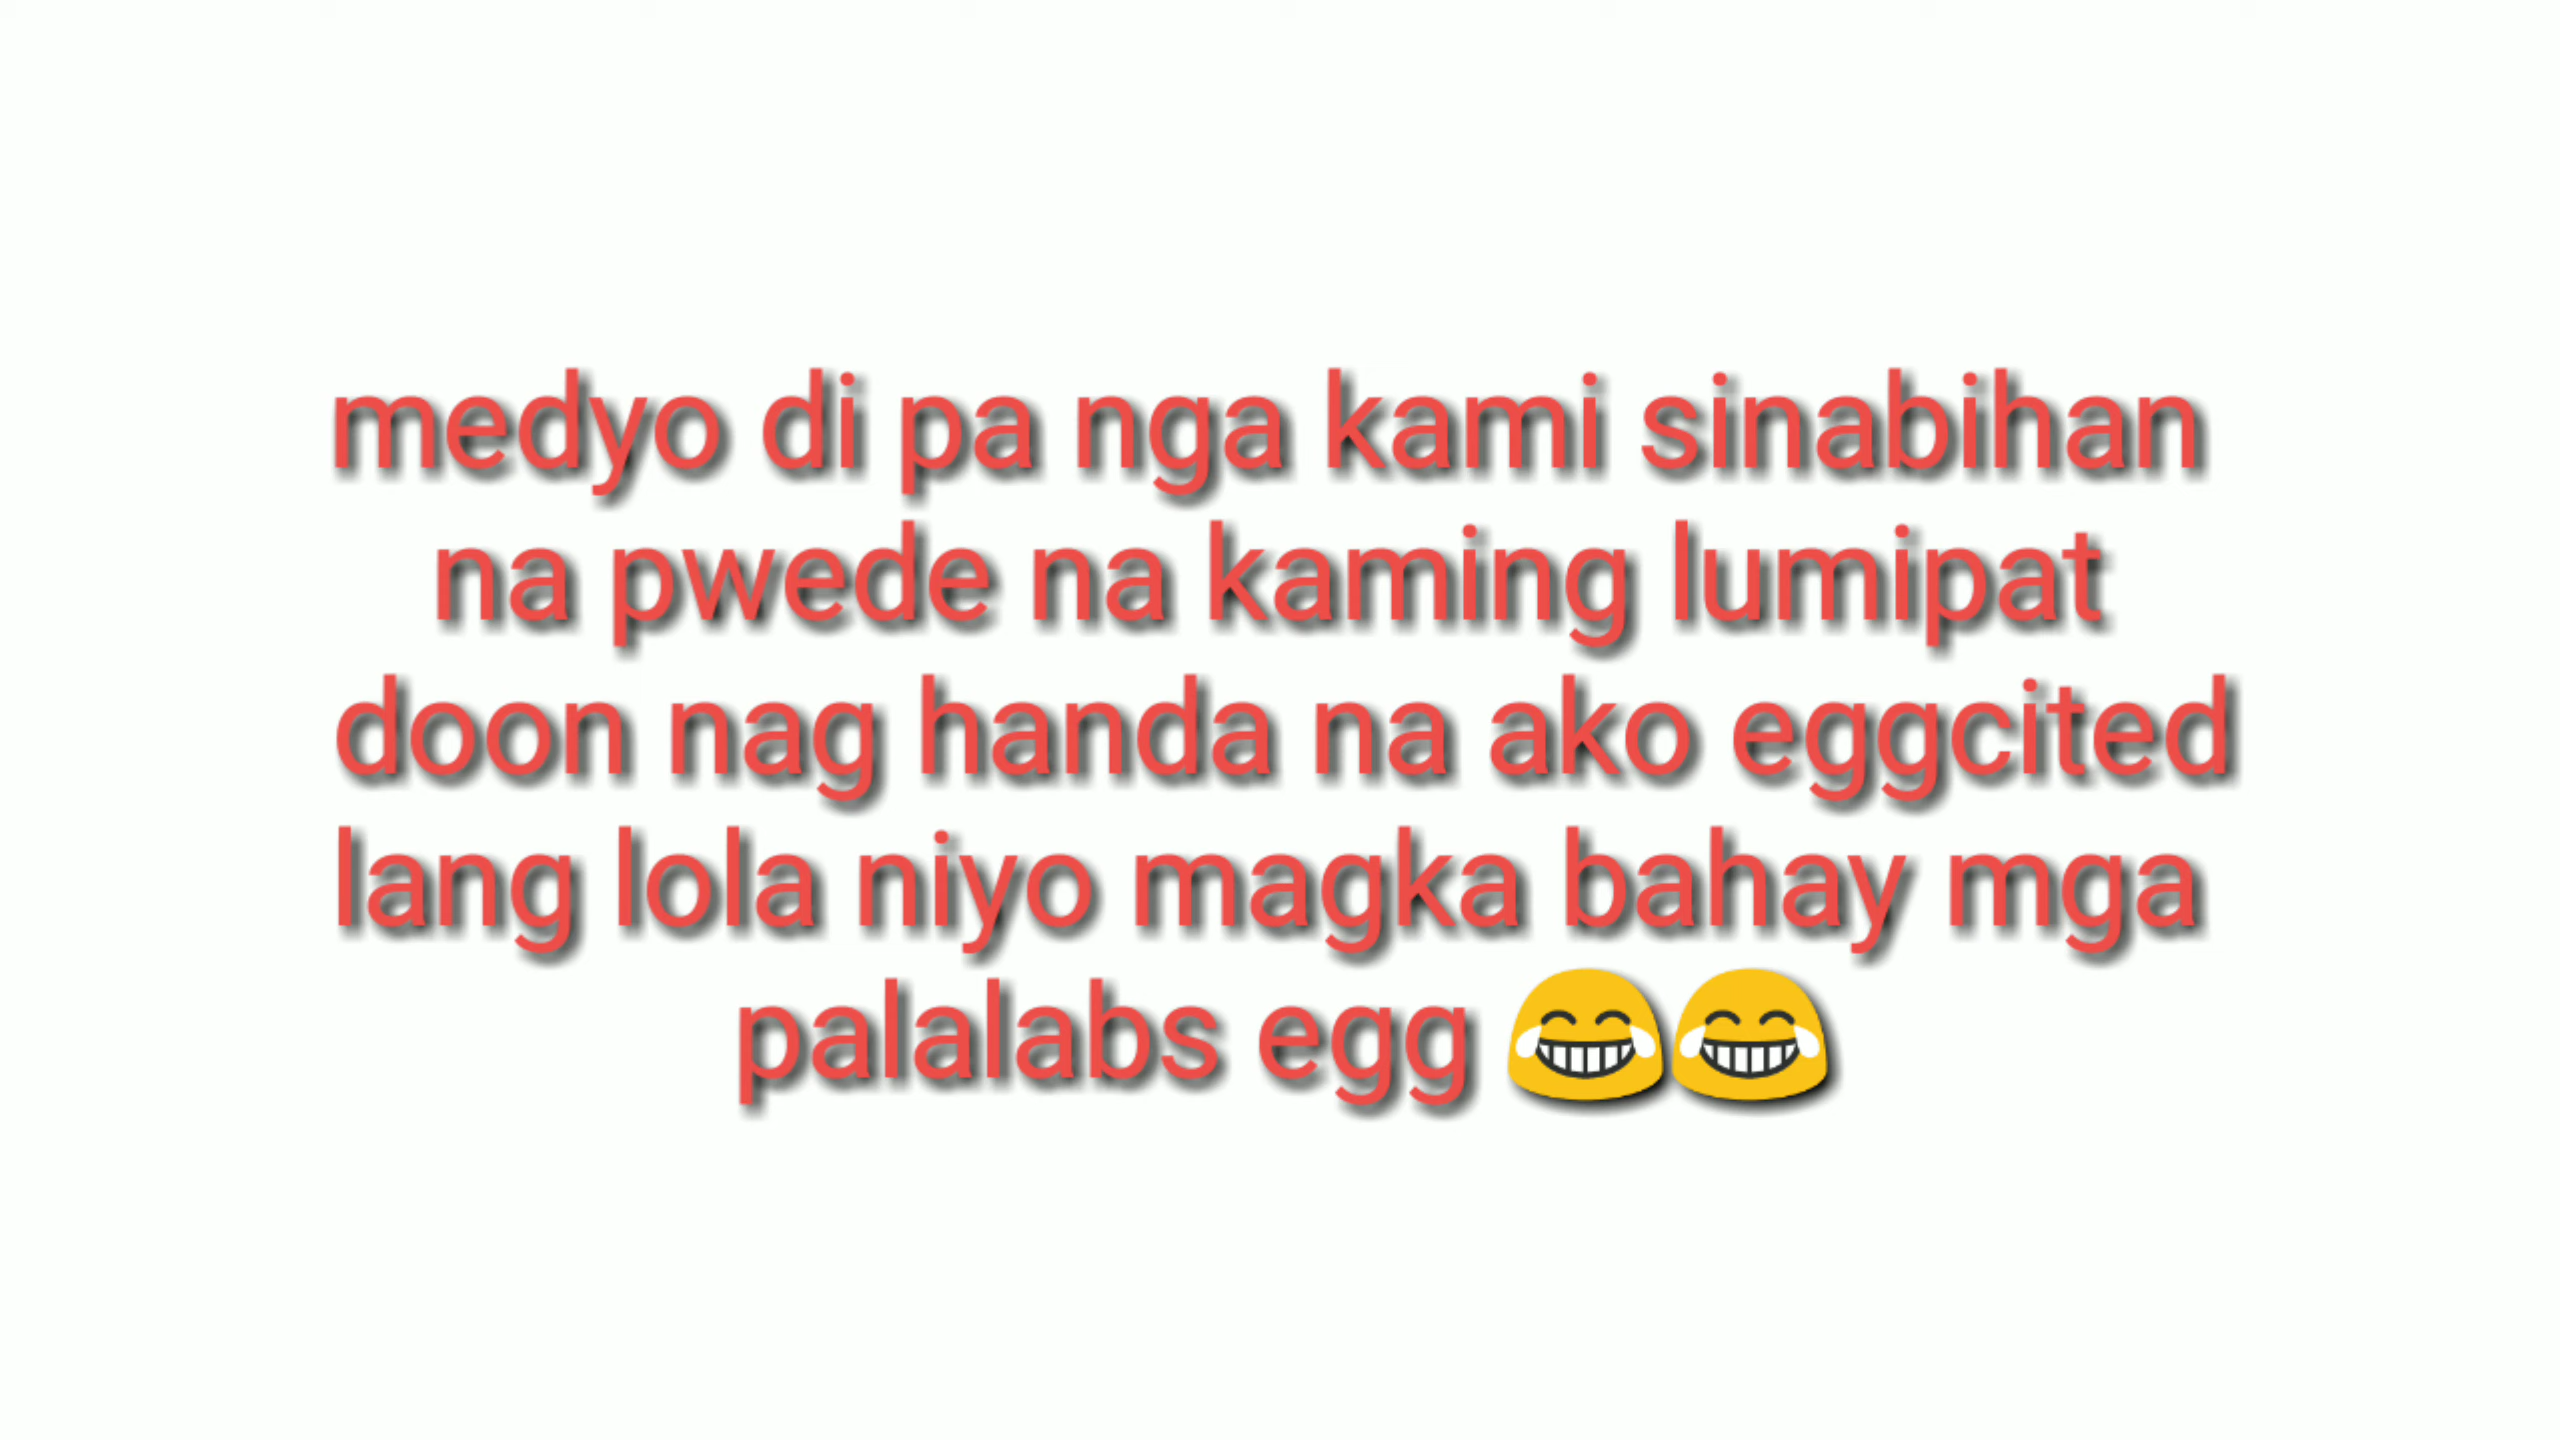 medyo di pa nga kami sinabihan
na pwede na kaming lumipat
doon nag handa na ako eggcited
lang lola niyo magka bahay mga
palalabs egg 😂😂